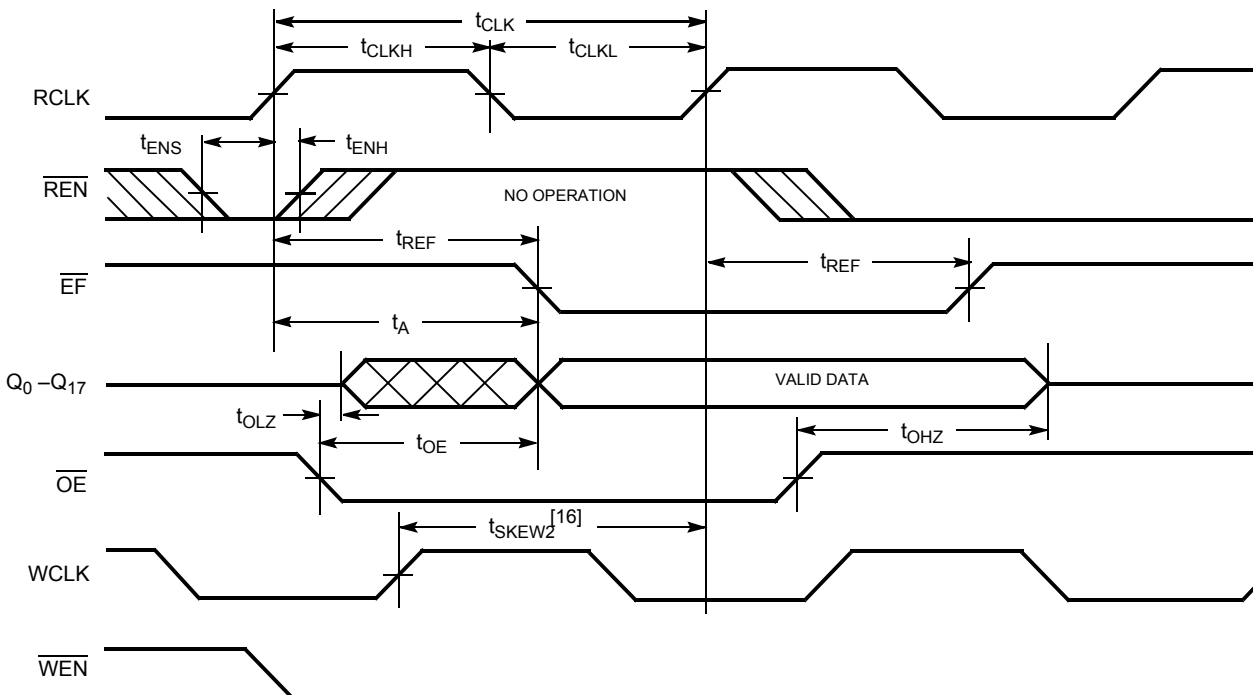 tCLK
tCLKH tCLKL
RCLK
tENS tENH
REN NO OPERATION
tREF
tREF
EF
tA
Q0 –Q17 VALID DATA
tOLZ
tOE tOHZ
OE
tSKEW2[16]
WCLK
WEN